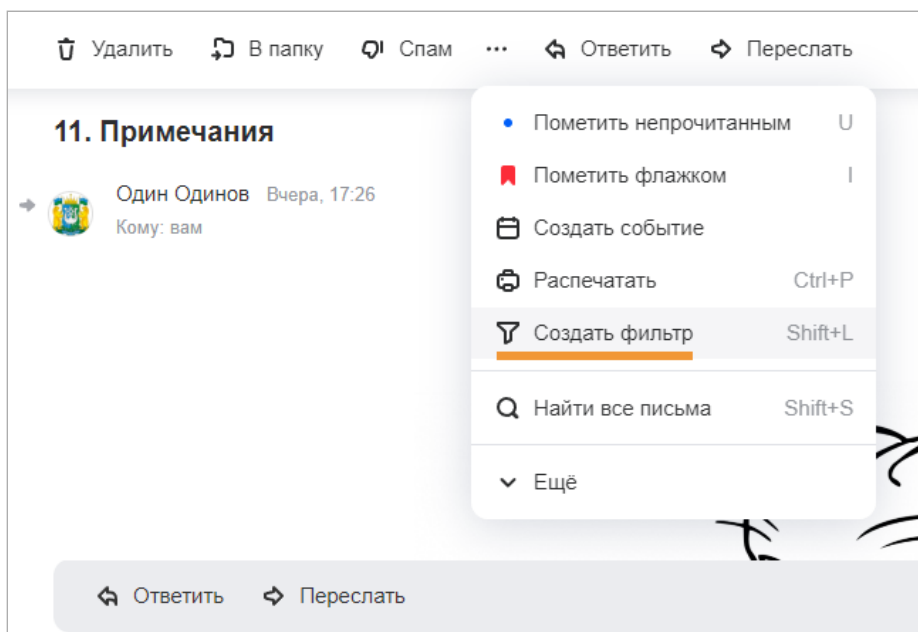 Удалить В папку Спам ... Ответить Переслать
11. Примечания
Один Одинов Вчера, 17:26
Кому: вам
Пометить непрочитанным U
Пометить флажком I
Создать событие
Распечатать Ctrl+P
Создать фильтр Shift+L
Найти все письма Shift+S
Ещё
Ответить Переслать